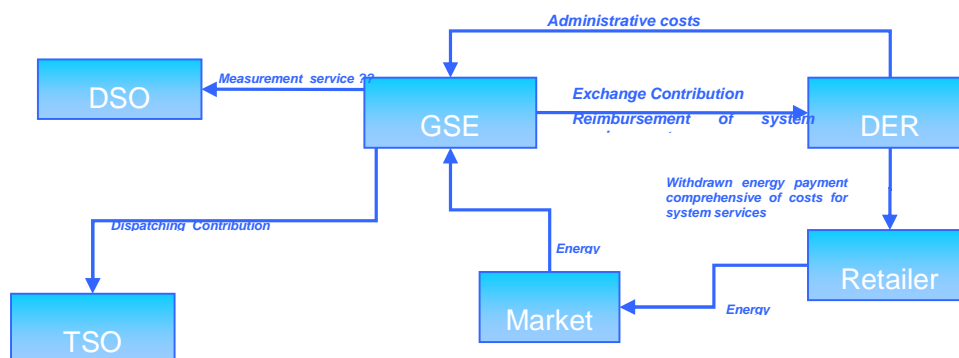 Administrative costs
Measurement service ??
DSO
Exchange Contribution
GSE
Reimbursement of system
DER
Withdrawn energy payment
comprehensive of costs for
system services
Dispatching Contribution
Energy
Retailer
Market
Energy
TSO